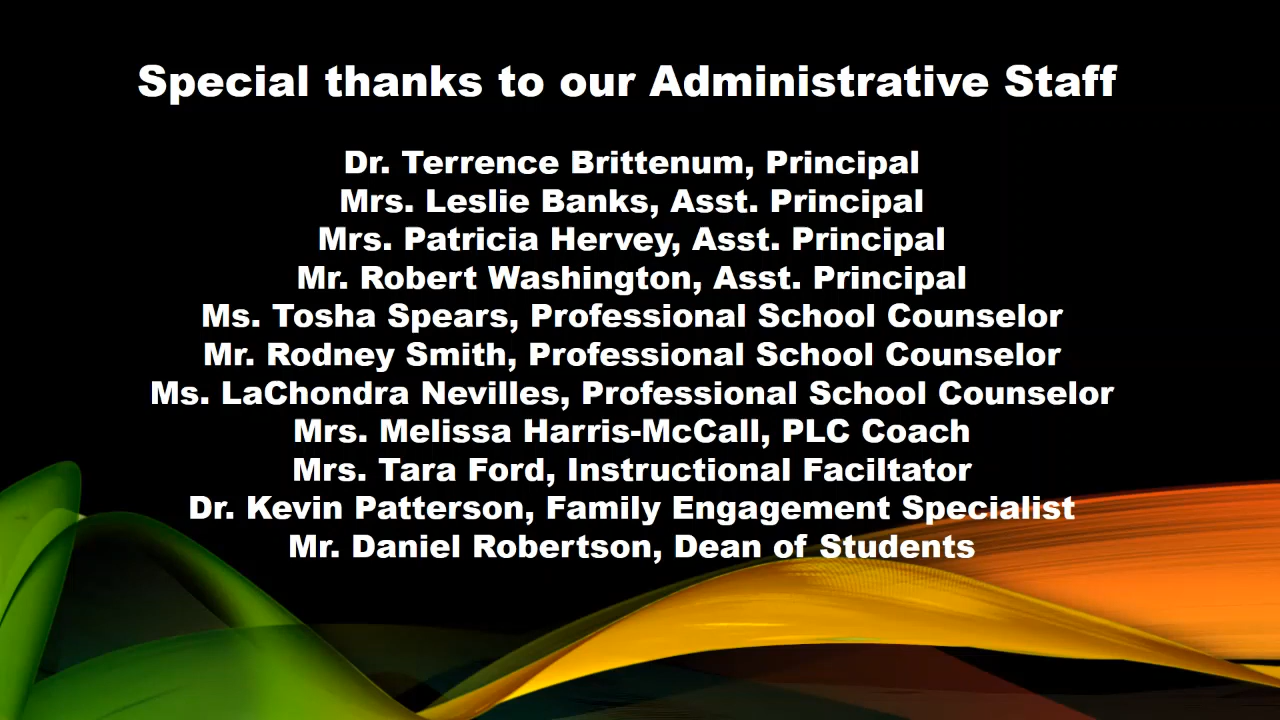 Special thanks to our Administrative Staff
Dr. Terrence Brittenum, Principal
Mrs. Leslie Banks, Asst. Principal
Mrs. Patricia Hervey, Asst. Principal
Mr. Robert Washington, Asst. Principal
Ms. Tosha Spears, Professional School Counselor
Mr. Rodney Smith, Professional School Counselor
Ms. LaChondra Nevilles, Professional School Counselor
Mrs. Melissa Harris-McCall, PLC Coach
Mrs. Tara Ford, Instructional Faciltator
Dr. Kevin Patterson, Family Engagement Specialist
Mr. Daniel Robertson, Dean of Students